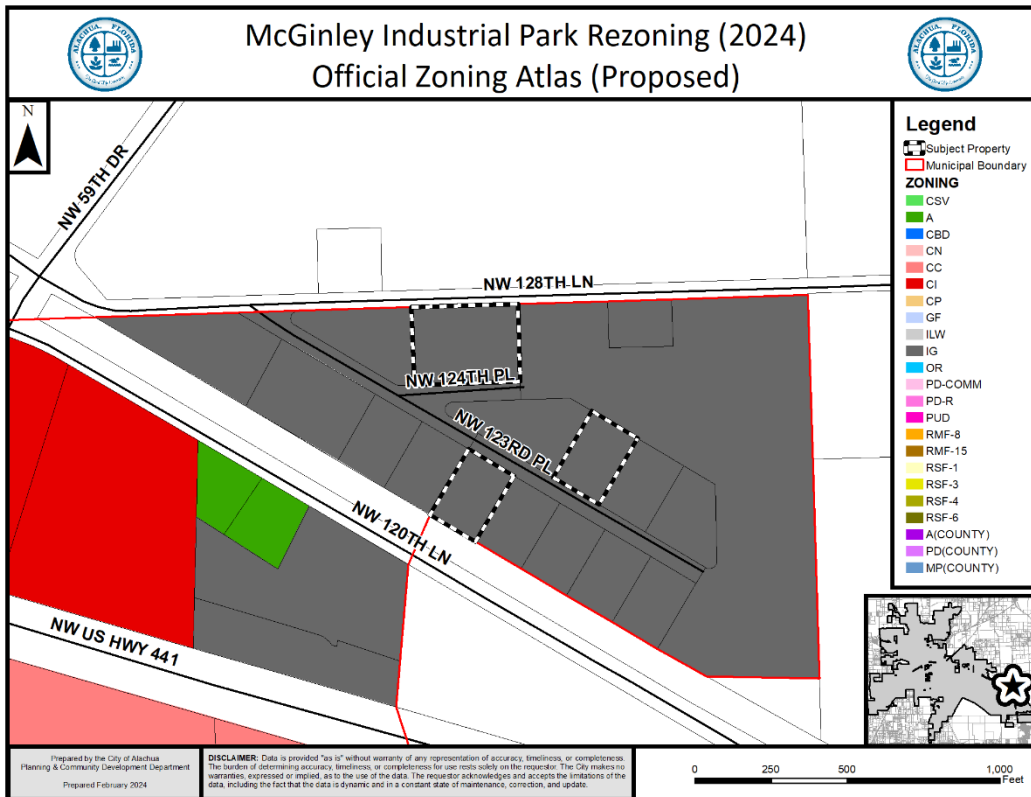 McGinley Industrial Park Rezoning (2024)
Official Zoning Atlas (Proposed)
ALACHUA, FLORIDA
ALACHUA, FLORIDA
N
NW 59TH DR
NW 128TH LN
NW 124TH PL
NW 123RD PL
NW 120TH LN
NW US HWY 441
Legend
Subject Property
Municipal Boundary
ZONING
CSV
A
CBD
CN
CC
CI
CP
GF
ILW
IG
OR
PD-COMM
PD-R
PUD
RMF-8
RMF-15
RSF-1
RSF-3
RSF-4
RSF-6
A(COUNTY)
PD(COUNTY)
MP(COUNTY)
Prepared by the City of Alachua
Planning & Community Development Department
Prepared February 2024
DISCLAIMER: Data is provided "as is" without warranty of any representation of accuracy, timeliness, or completeness.
The burden of determining accuracy, timeliness, or completeness for use rests solely on the requestor. The City makes no
warranties, expressed or implied, as to the use of the data. The requestor acknowledges and accepts the limitations of the
data, including the fact that the data is dynamic and in a constant state of maintenance, correction, and update.
0 250 500 1,000
Feet